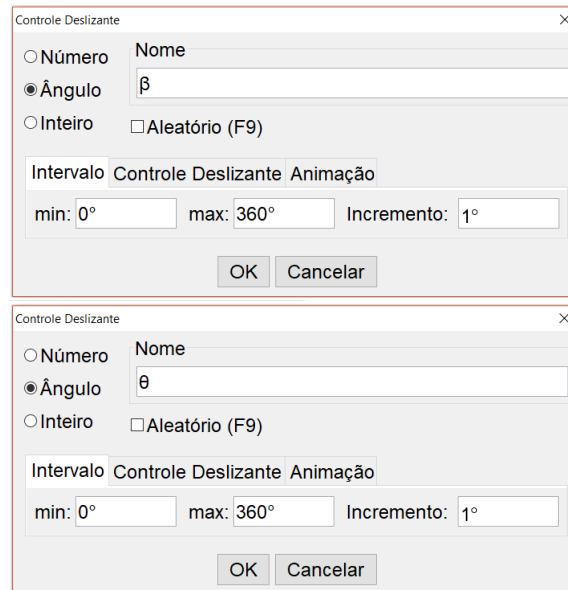 Controle Deslizante
Número
Nome
Ângulo
β
Inteiro
Aleatório (F9)
Intervalo Controle Deslizante Animação
min: 0° max: 360° Incremento: 1°
OK Cancelar
Controle Deslizante
Número
Nome
Ângulo
θ
Inteiro
Aleatório (F9)
Intervalo Controle Deslizante Animação
min: 0° max: 360° Incremento: 1°
OK Cancelar